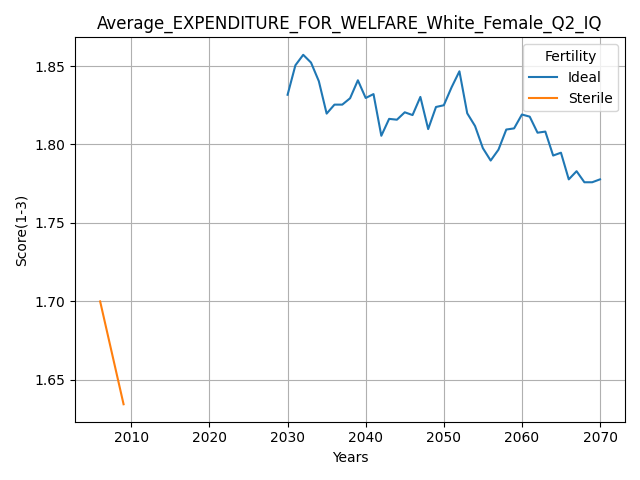 Average_EXPENDITURE_FOR_WELFARE_White_Female_Q2_IQ
Fertility
Ideal
Sterile
1.85
1.80
1.75
1.70
1.65
Score(1-3)
2010 2020 2030 2040 2050 2060 2070
Years